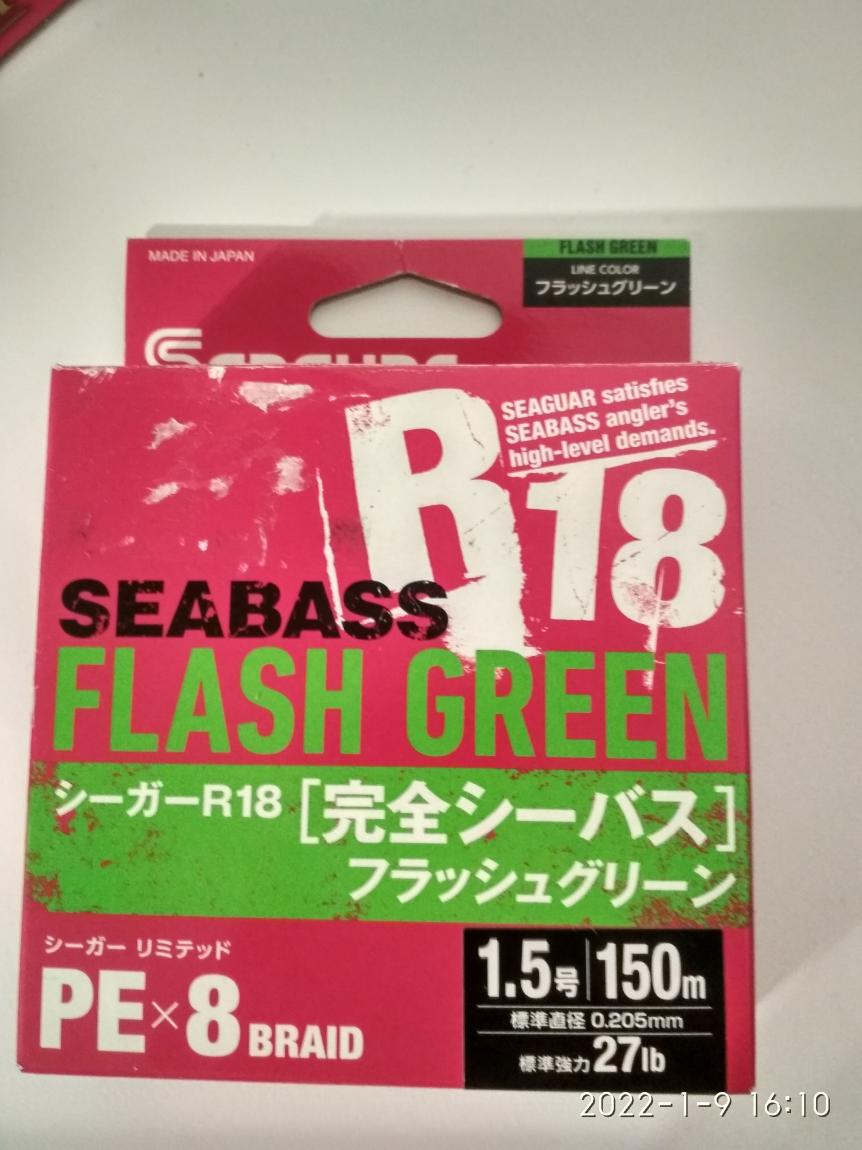 MADE IN JAPAN
FLASH GREEN
LINE COLOR
フラッシュグリーン
SEAGUAR satisfies
SEABASS angler's
high-level demands.
R18
SEABASS
FLASH GREEN
シーガーR18 [完全シーバス]
フラッシュグリーン
シーガー リミテッド
PE×8 BRAID
1.5号 150m
標準直径 0.205mm
標準強力 27lb
2022-1-9 16:10